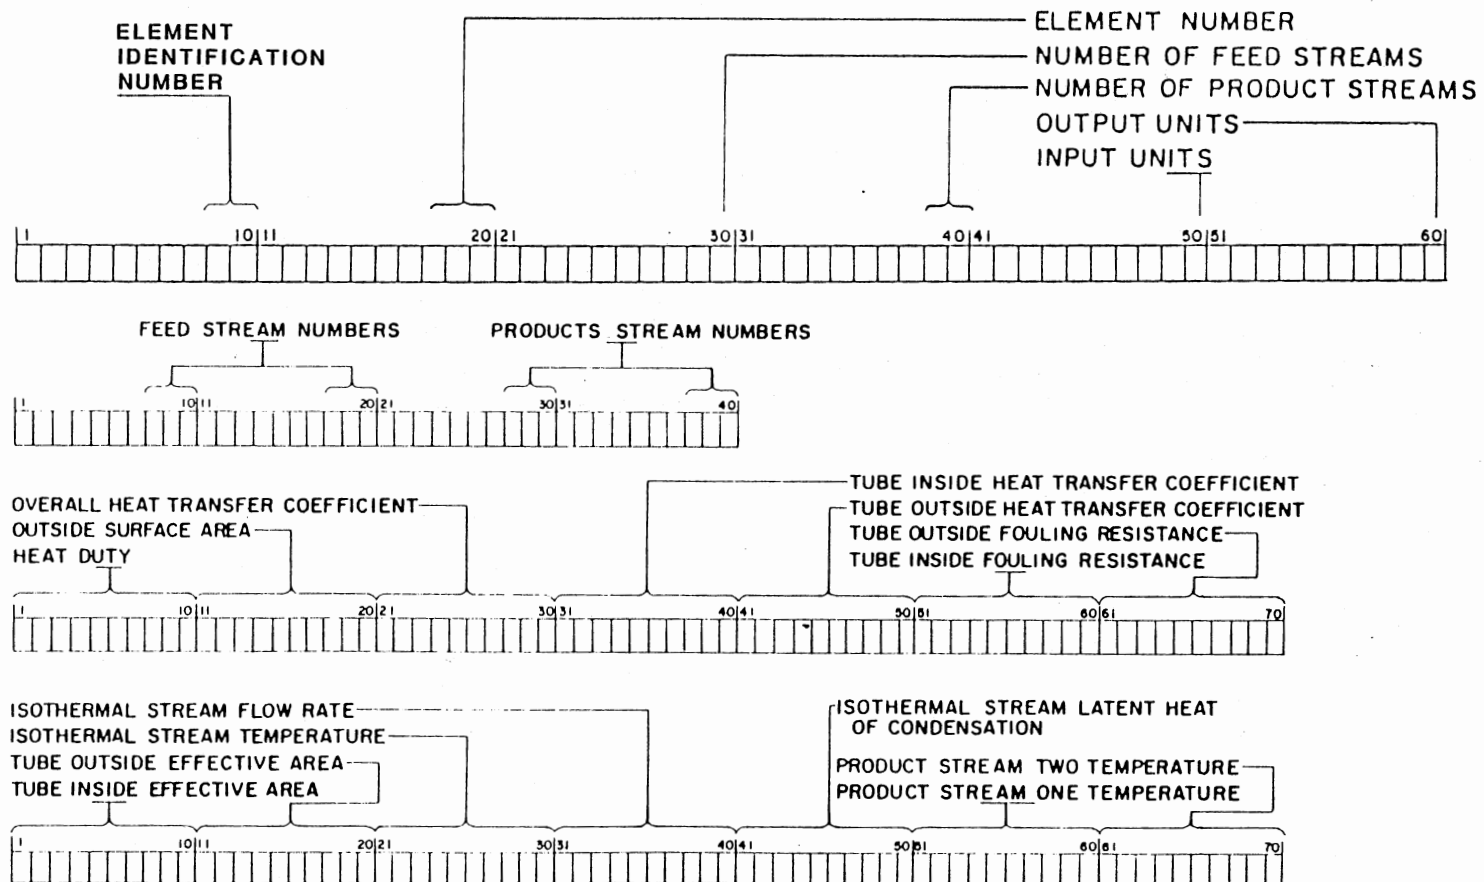 ELEMENT
IDENTIFICATION
NUMBER
ELEMENT NUMBER
NUMBER OF FEED STREAMS
NUMBER OF PRODUCT STREAMS
OUTPUT UNITS
INPUT UNITS
1 10 11 20 21 30 31 40 41 50 51 60
FEED STREAM NUMBERS PRODUCTS STREAM NUMBERS
1 10 11 20 21 30 31 40
OVERALL HEAT TRANSFER COEFFICIENT
OUTSIDE SURFACE AREA
HEAT DUTY
TUBE INSIDE HEAT TRANSFER COEFFICIENT
TUBE OUTSIDE HEAT TRANSFER COEFFICIENT
TUBE OUTSIDE FOULING RESISTANCE
TUBE INSIDE FOULING RESISTANCE
1 10 11 20 21 30 31 40 41 50 51 60 61 70
ISOTHERMAL STREAM FLOW RATE
ISOTHERMAL STREAM TEMPERATURE
TUBE OUTSIDE EFFECTIVE AREA
TUBE INSIDE EFFECTIVE AREA
ISOTHERMAL STREAM LATENT HEAT
OF CONDENSATION
PRODUCT STREAM TWO TEMPERATURE
PRODUCT STREAM ONE TEMPERATURE
1 10 11 20 21 30 31 40 41 50 51 60 61 70